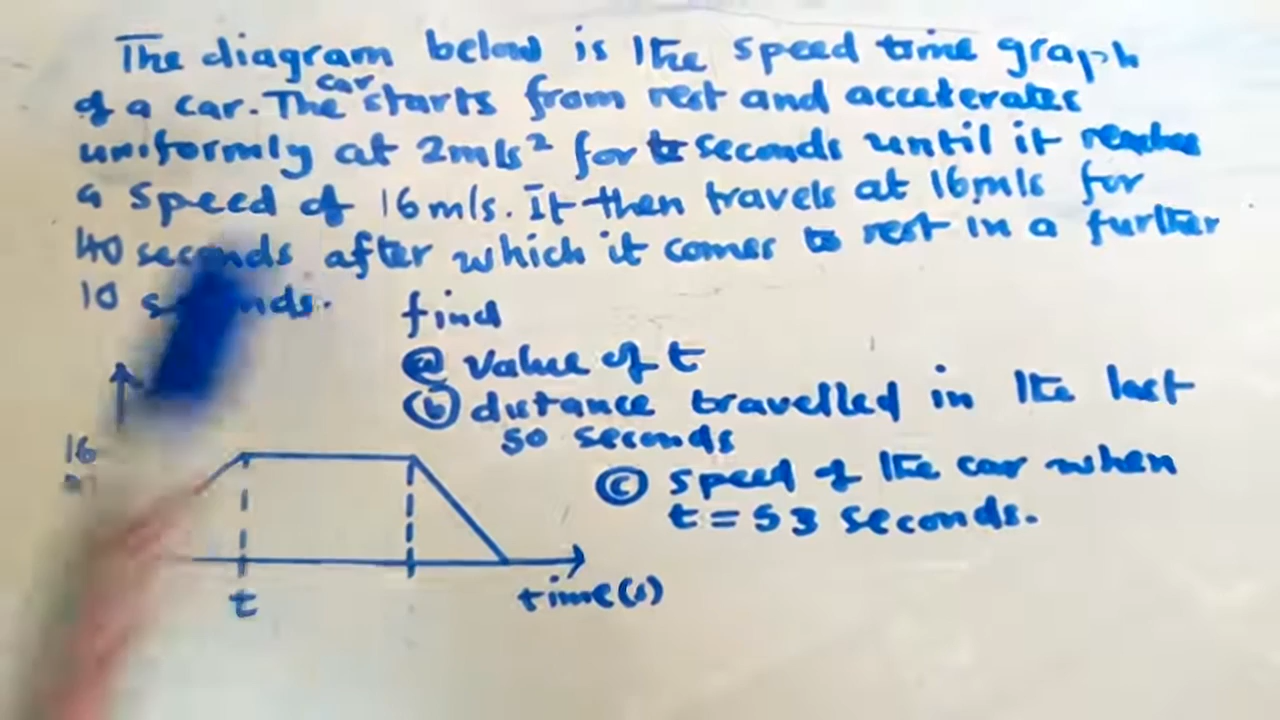 The diagram below is the speed time graph
of a car. The car starts from rest and accelerates
uniformly at 2m/s² for t seconds until it reaches
a speed of 16m/s. It then travels at 16m/s for
40 seconds after which it comes to rest in a further
10 seconds.
find
(a) value of t
(b) distance travelled in the last
50 seconds
(c) speed of the car when
t = 53 seconds.
16
t
time(s)